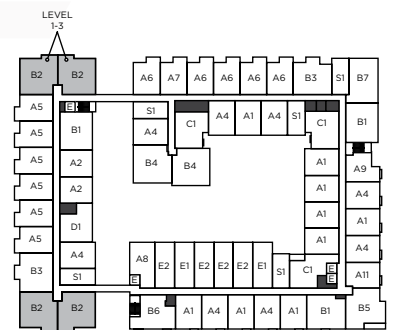 LEVEL
1-3
B2 B2 A6 A7 A6 A6 A6 A6 B3 S1 B7
A5 E S1 C1 A4 A1 A4 S1 C1 B1
A5 B1 A4
A5 A2 B4 B4 A1 A9
A5 A2 A1 A4
A5 D1 A1 A1
A5 A4 A1 A4
B3 S1 A8 E2 E1 E2 E2 E2 E1 S1 C1 E A11
E E
B2 B2 B6 A1 A4 A1 A4 A1 B1 B5